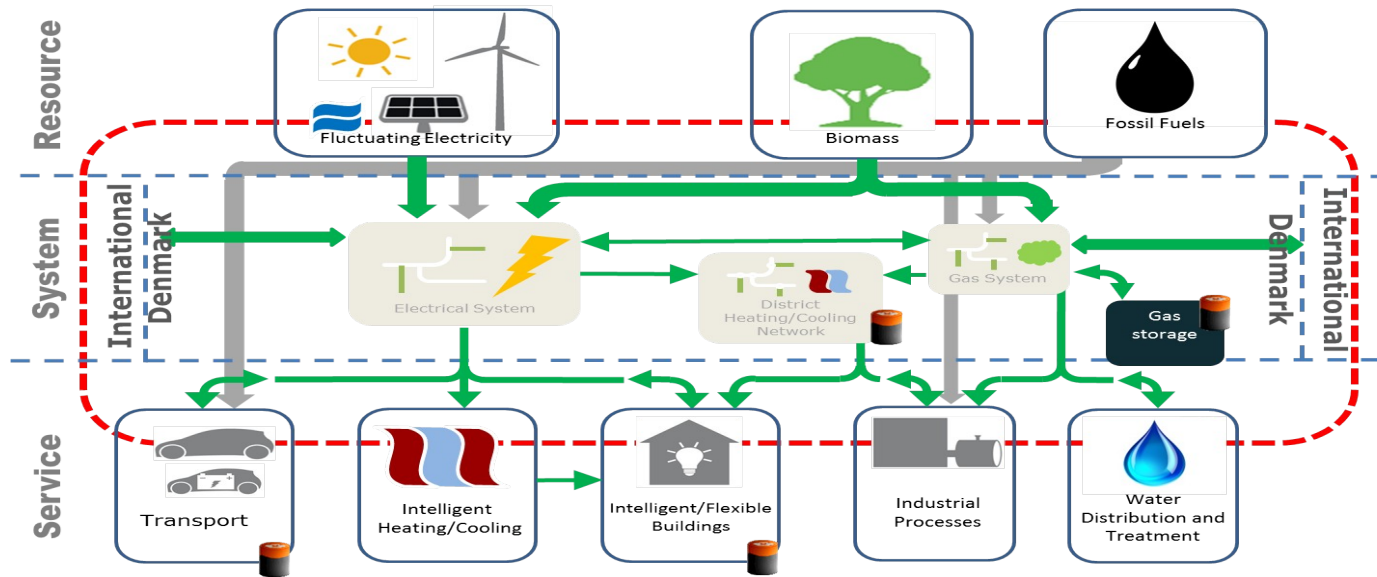 Resource
Fluctuating Electricity
Biomass
Fossil Fuels
System
International
Denmark
Electrical System
District
Heating/Cooling
Network
Gas System
Gas
storage
Denmark
International
Service
Transport
Intelligent
Heating/Cooling
Intelligent/Flexible
Buildings
Industrial
Processes
Water
Distribution and
Treatment